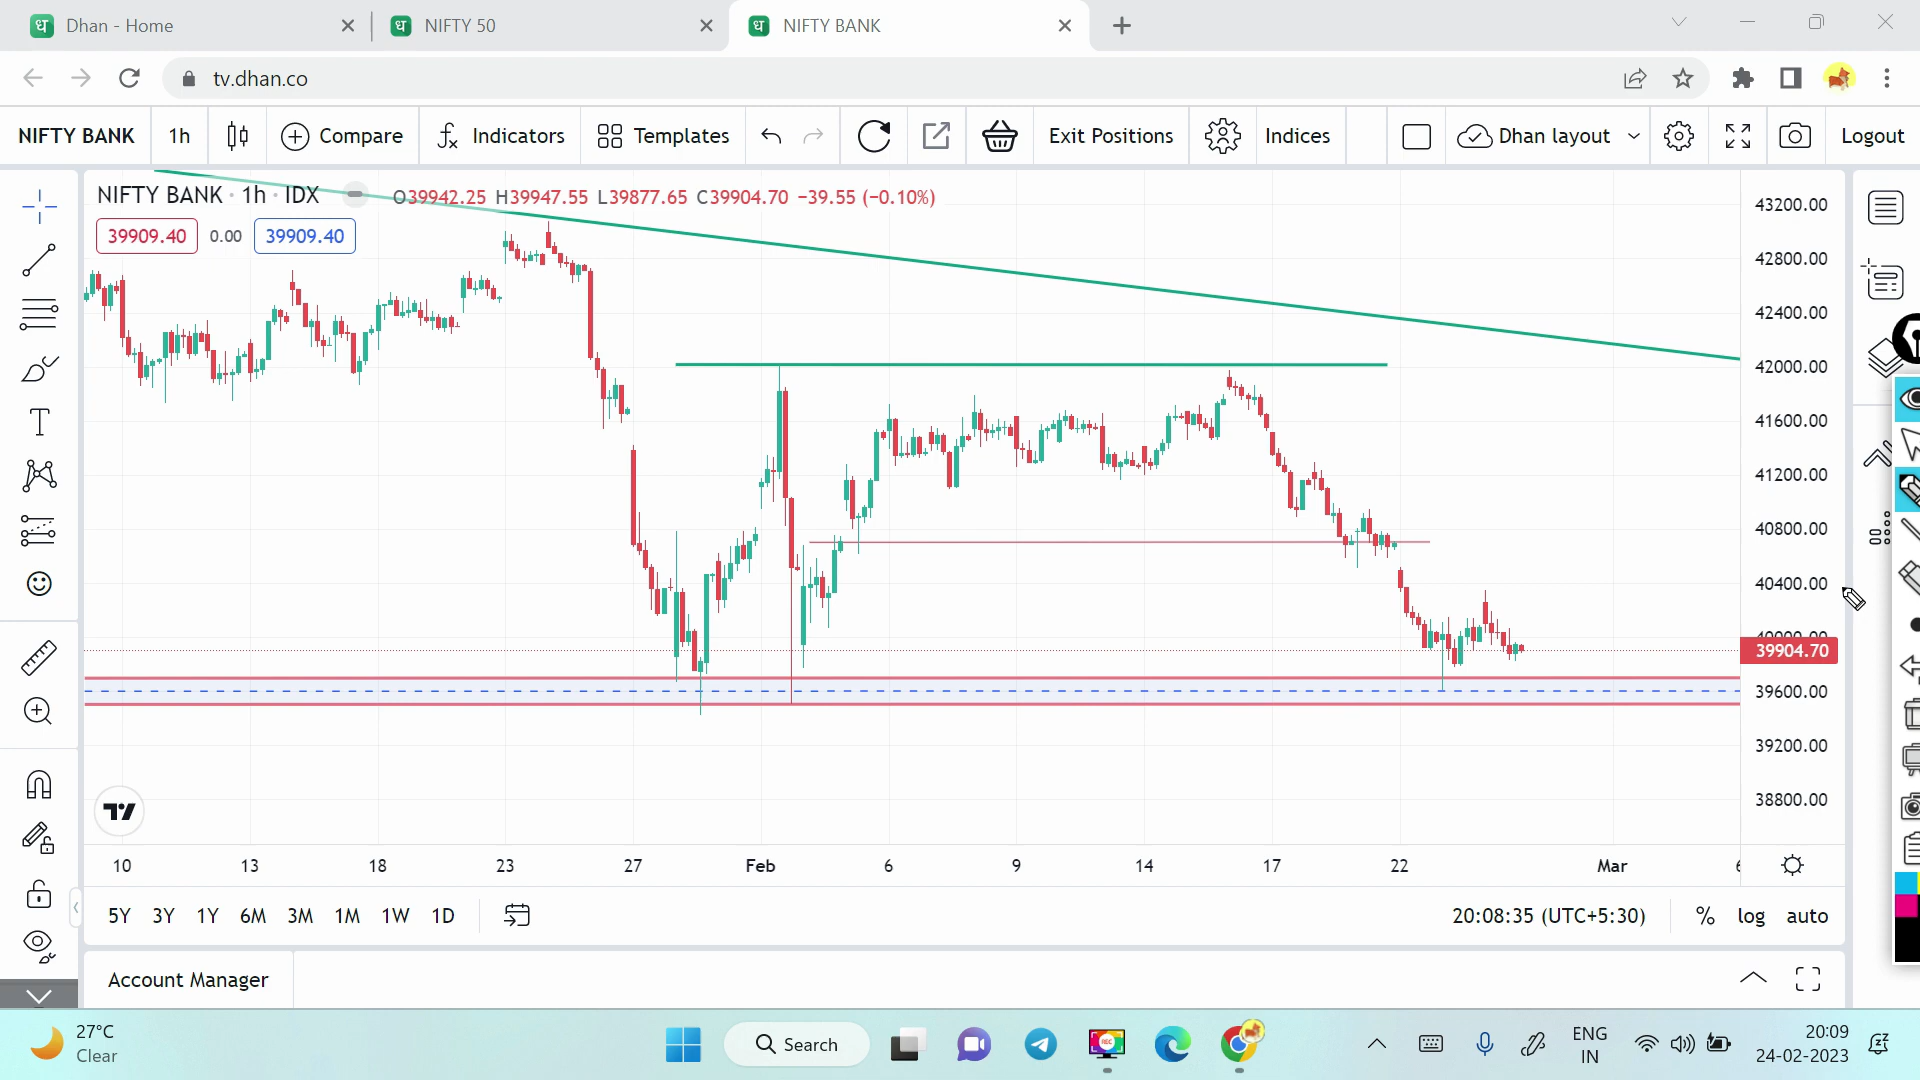 Dhan - Home
NIFTY 50
NIFTY BANK
tv.dhan.co
NIFTY BANK 1h Compare Indicators Templates Exit Positions Indices Dhan layout Logout
NIFTY BANK · 1h · IDX O39942.25 H39947.55 L39877.65 C39904.70 −39.55 (−0.10%)
39909.40 0.00 39909.40
43200.00
42800.00
42400.00
42000.00
41600.00
41200.00
40800.00
40400.00
40000.00
39904.70
39600.00
39200.00
38800.00
10 13 18 23 27 Feb 6 9 14 17 22 Mar 6
5Y 3Y 1Y 6M 3M 1M 1W 1D 20:08:35 (UTC+5:30) % log auto
Account Manager
27°C
Clear
Search
REC
ENG
IN
20:09
24-02-2023